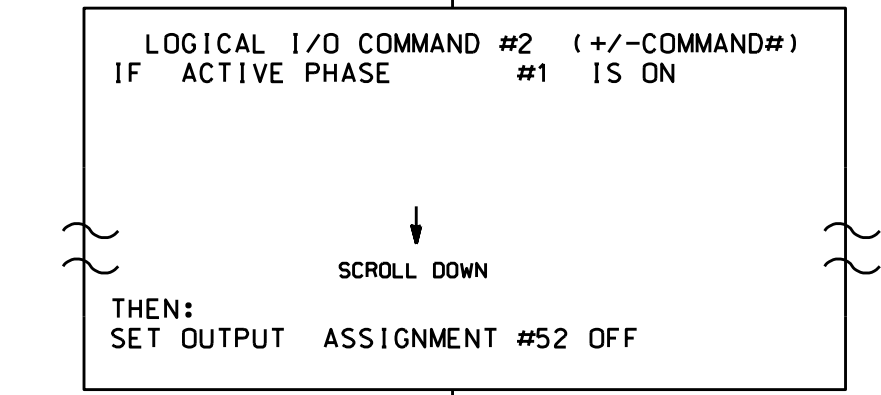 LOGICAL I/O COMMAND #2 (+/-COMMAND#)
IF ACTIVE PHASE #1 IS ON
SCROLL DOWN
THEN:
SET OUTPUT ASSIGNMENT #52 OFF